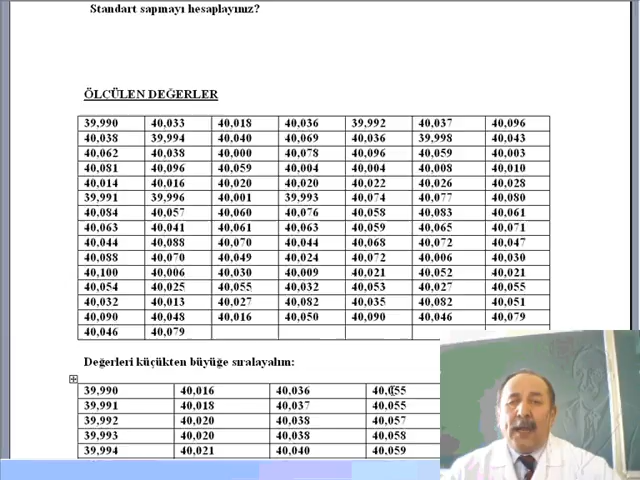 Standart sapmayı hesaplayınız?
ÖLÇÜLEN DEĞERLER
39,990 40,033 40,018 40,036 39,992 40,037 40,096
40,038 39,994 40,040 40,069 40,036 39,998 40,043
40,062 40,038 40,000 40,078 40,096 40,059 40,003
40,081 40,096 40,059 40,004 40,004 40,008 40,010
40,014 40,016 40,020 40,020 40,022 40,026 40,028
39,991 39,996 40,001 39,993 40,074 40,077 40,080
40,084 40,057 40,060 40,076 40,058 40,083 40,061
40,063 40,041 40,061 40,063 40,059 40,065 40,071
40,044 40,088 40,070 40,044 40,068 40,072 40,047
40,088 40,070 40,049 40,024 40,072 40,006 40,030
40,100 40,006 40,030 40,009 40,021 40,052 40,021
40,054 40,025 40,055 40,032 40,053 40,027 40,055
40,032 40,013 40,027 40,082 40,035 40,082 40,051
40,090 40,048 40,016 40,050 40,090 40,046 40,079
40,046 40,079
Değerleri küçükten büyüğe sıralayalım:
39,990 40,016 40,036 40,055
39,991 40,018 40,037 40,055
39,992 40,020 40,038 40,057
39,993 40,020 40,038 40,058
39,994 40,021 40,040 40,059